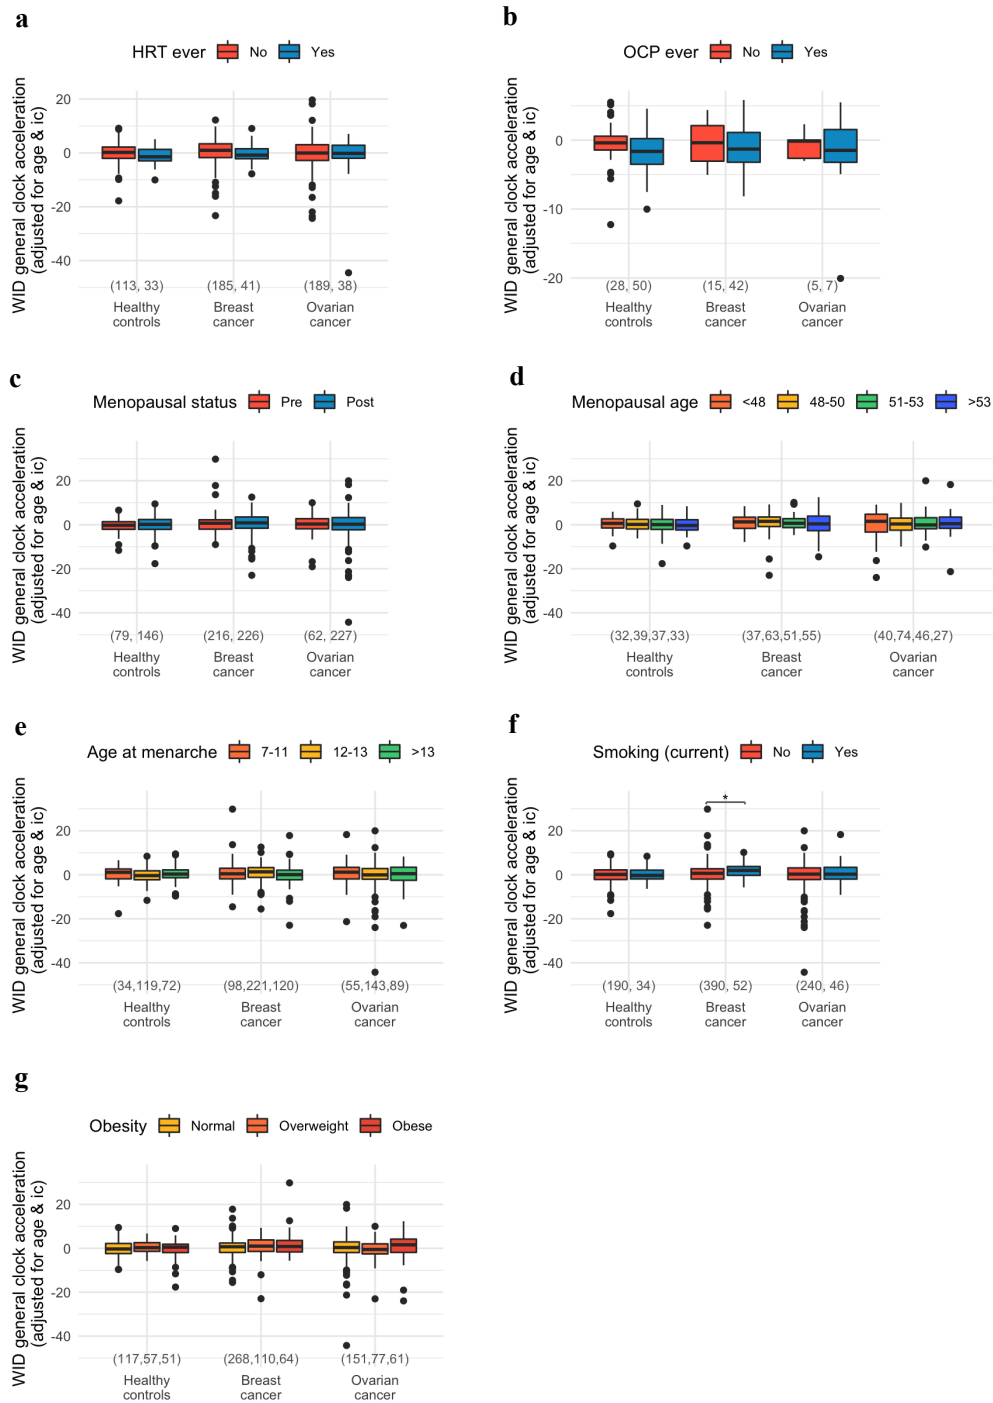 a
HRT ever No Yes
WID general clock acceleration
(adjusted for age & ic)
20
0
-20
-40
(113, 33) (185, 41) (189, 38)
Healthy controls
Breast cancer
Ovarian cancer
b
OCP ever No Yes
WID general clock acceleration
(adjusted for age & ic)
0
-10
-20
(28, 50) (15, 42) (5, 7)
Healthy controls
Breast cancer
Ovarian cancer
c
Menopausal status Pre Post
WID general clock acceleration
(adjusted for age & ic)
20
0
-20
-40
(79, 146) (216, 226) (62, 227)
Healthy controls
Breast cancer
Ovarian cancer
d
Menopausal age <48 48-50 51-53 >53
WID general clock acceleration
(adjusted for age & ic)
20
0
-20
-40
(32,39,37,33) (37,63,51,55) (40,74,46,27)
Healthy controls
Breast cancer
Ovarian cancer
e
Age at menarche 7-11 12-13 >13
WID general clock acceleration
(adjusted for age & ic)
20
0
-20
-40
(34,119,72) (98,221,120) (55,143,89)
Healthy controls
Breast cancer
Ovarian cancer
f
Smoking (current) No Yes
WID general clock acceleration
(adjusted for age & ic)
20
0
-20
-40
*
(190, 34) (390, 52) (240, 46)
Healthy controls
Breast cancer
Ovarian cancer
g
Obesity Normal Overweight Obese
WID general clock acceleration
(adjusted for age & ic)
20
0
-20
-40
(117,57,51) (268,110,64) (151,77,61)
Healthy controls
Breast cancer
Ovarian cancer